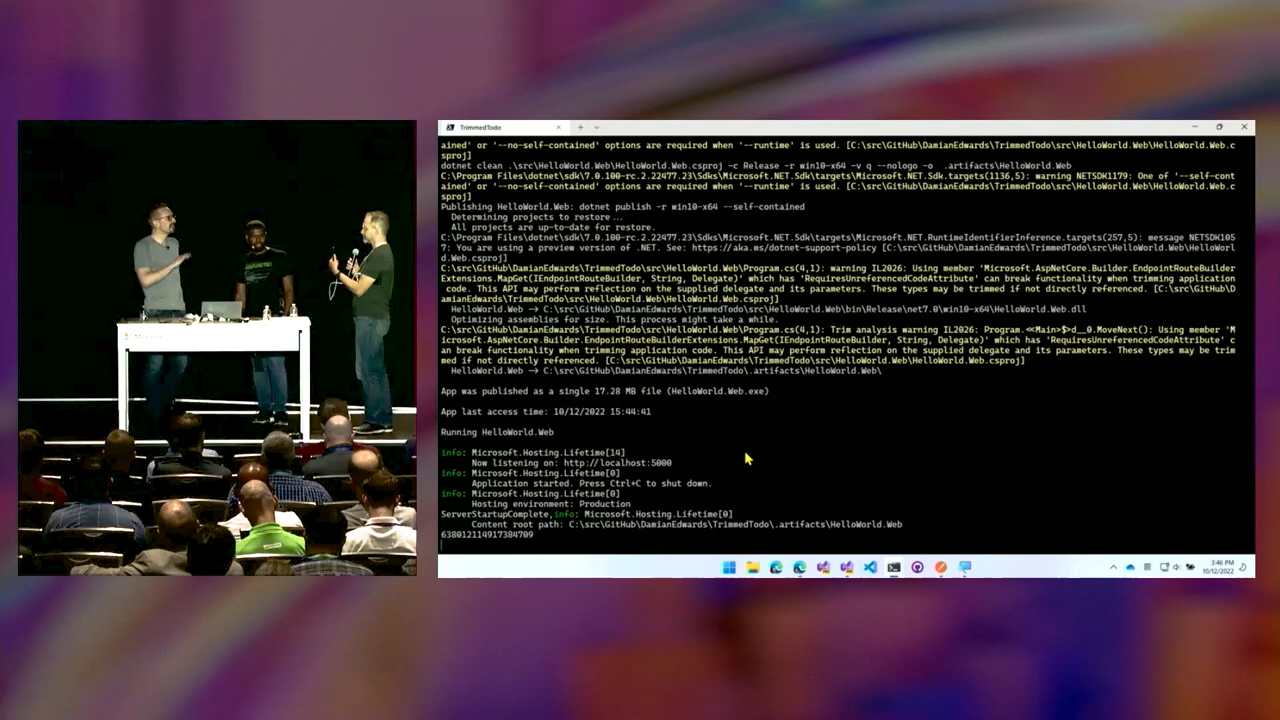 TrimmedTodo
ained' or '--no-self-contained' options are required when '--runtime' is used. [C:\src\GitHub\DamianEdwards\TrimmedTodo\src\HelloWorld.Web\HelloWorld.Web.c
sproj]
dotnet clean .\src\HelloWorld.Web\HelloWorld.Web.csproj -c Release -r win10-x64 -v q --nologo -o .artifacts\HelloWorld.Web
C:\Program Files\dotnet\sdk\7.0.100-rc.2.22477.23\Sdks\Microsoft.NET.Sdk\targets\Microsoft.NET.Sdk.targets(1136,5): warning NETSDK1179: One of '--self-cont
ained' or '--no-self-contained' options are required when '--runtime' is used. [C:\src\GitHub\DamianEdwards\TrimmedTodo\src\HelloWorld.Web\HelloWorld.Web.c
sproj]
Publishing HelloWorld.Web: dotnet publish -r win10-x64 --self-contained
Determining projects to restore...
All projects are up-to-date for restore.
C:\Program Files\dotnet\sdk\7.0.100-rc.2.22477.23\Sdks\Microsoft.NET.Sdk\targets\Microsoft.NET.RuntimeIdentifierInference.targets(257,5): message NETSDK105
7: You are using a preview version of .NET. See: https://aka.ms/dotnet-support-policy [C:\src\GitHub\DamianEdwards\TrimmedTodo\src\HelloWorld.Web\HelloWorl
d.Web.csproj]
C:\src\GitHub\DamianEdwards\TrimmedTodo\src\HelloWorld.Web\Program.cs(4,1): warning IL2026: Using member 'Microsoft.AspNetCore.Builder.EndpointRouteBuilder
Extensions.MapGet(IEndpointRouteBuilder, String, Delegate)' which has 'RequiresUnreferencedCodeAttribute' can break functionality when trimming application
code. This API may perform reflection on the supplied delegate and its parameters. These types may be trimmed if not directly referenced. [C:\src\GitHub\D
amianEdwards\TrimmedTodo\src\HelloWorld.Web\HelloWorld.Web.csproj]
HelloWorld.Web -> C:\src\GitHub\DamianEdwards\TrimmedTodo\src\HelloWorld.Web\bin\Release\net7.0\win10-x64\HelloWorld.Web.dll
Optimizing assemblies for size. This process might take a while.
C:\src\GitHub\DamianEdwards\TrimmedTodo\src\HelloWorld.Web\Program.cs(4,1): Trim analysis warning IL2026: Program.<<Main>$>d__0.MoveNext(): Using member 'M
icrosoft.AspNetCore.Builder.EndpointRouteBuilderExtensions.MapGet(IEndpointRouteBuilder, String, Delegate)' which has 'RequiresUnreferencedCodeAttribute' c
an break functionality when trimming application code. This API may perform reflection on the supplied delegate and its parameters. These types may be trim
med if not directly referenced. [C:\src\GitHub\DamianEdwards\TrimmedTodo\src\HelloWorld.Web\HelloWorld.Web.csproj]
HelloWorld.Web -> C:\src\GitHub\DamianEdwards\TrimmedTodo\.artifacts\HelloWorld.Web\
App was published as a single 17.28 MB file (HelloWorld.Web.exe)
App last access time: 10/12/2022 15:44:41
Running HelloWorld.Web
info: Microsoft.Hosting.Lifetime[14]
Now listening on: http://localhost:5000
info: Microsoft.Hosting.Lifetime[0]
Application started. Press Ctrl+C to shut down.
info: Microsoft.Hosting.Lifetime[0]
Hosting environment: Production
ServerStartupComplete,info: Microsoft.Hosting.Lifetime[0]
Content root path: C:\src\GitHub\DamianEdwards\TrimmedTodo\.artifacts\HelloWorld.Web
638012114917384709
3:46 PM
10/12/2022